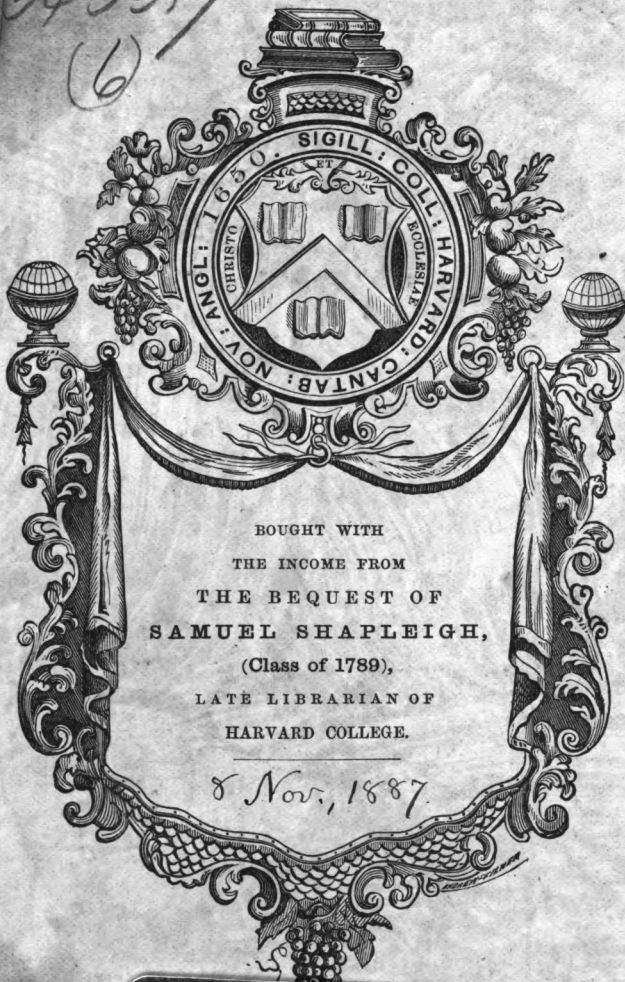 (6)
SIGILL: COLL: HARVARD: CANTAB: NOV: ANGL: 1650.
ET
CHRISTO
ECCLESIAE
BOUGHT WITH
THE INCOME FROM
THE BEQUEST OF
SAMUEL SHAPLEIGH,
(Class of 1789),
LATE LIBRARIAN OF
HARVARD COLLEGE.
8 Nov., 1887.